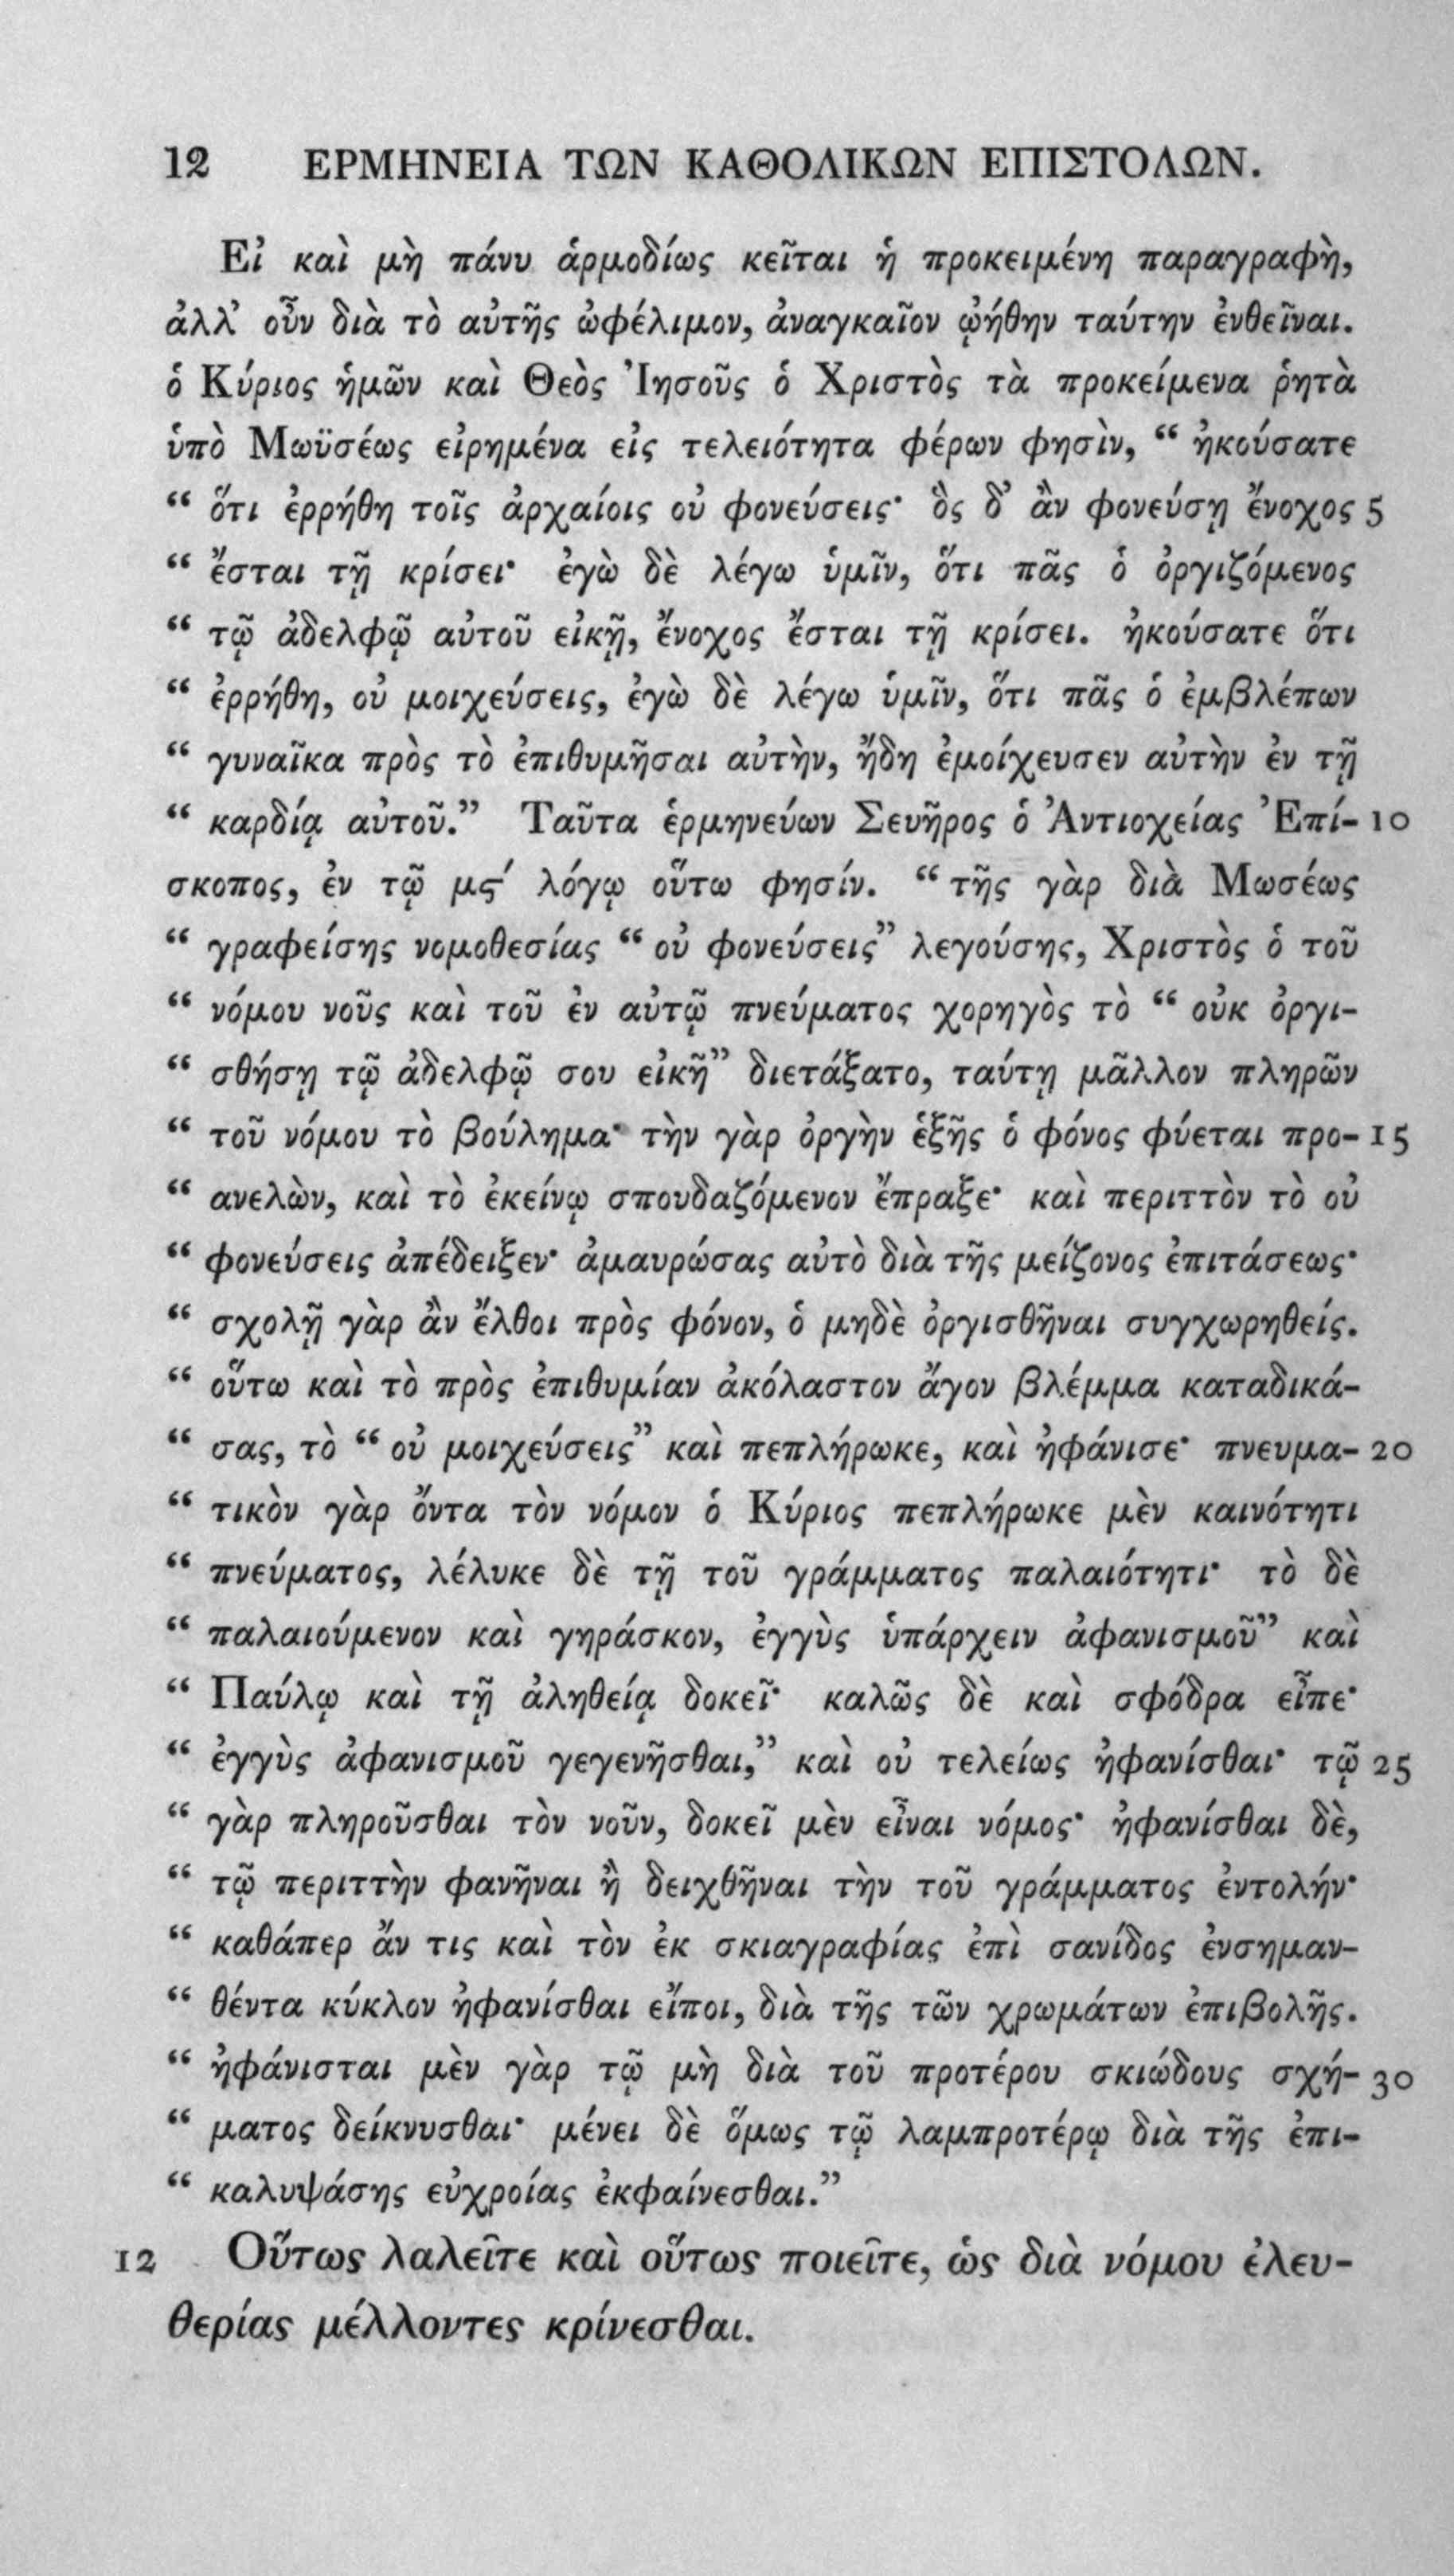 12 ΕΡΜΗΝΕΙΑ ΤΩΝ ΚΑΘΟΛΙΚΩΝ ΕΠΙΣΤΟΛΩΝ.
Εἰ καὶ μὴ πάνυ ἁρμοδίως κεῖται ἡ προκειμένη παραγραφὴ,
ἀλλ’ οὖν διὰ τὸ αὐτῆς ὠφέλιμον, ἀναγκαῖον ᾠήθην ταύτην ἐνθεῖναι.
ὁ Κύριος ἡμῶν καὶ Θεὸς Ἰησοῦς ὁ Χριστὸς τὰ προκείμενα ῥητὰ
ὑπὸ Μωϋσέως εἰρημένα εἰς τελειότητα φέρων φησὶν, “ ἠκούσατε
“ ὅτι ἐρρήθη τοῖς ἀρχαίοις οὐ φονεύσεις· ὃς δ’ ἂν φονεύσῃ ἔνοχος 5
“ ἔσται τῇ κρίσει· ἐγὼ δὲ λέγω ὑμῖν, ὅτι πᾶς ὁ ὀργιζόμενος
“ τῷ ἀδελφῷ αὐτοῦ εἰκῇ, ἔνοχος ἔσται τῇ κρίσει. ἠκούσατε ὅτι
“ ἐρρήθη, οὐ μοιχεύσεις, ἐγὼ δὲ λέγω ὑμῖν, ὅτι πᾶς ὁ ἐμβλέπων
“ γυναῖκα πρὸς τὸ ἐπιθυμῆσαι αὐτὴν, ἤδη ἐμοίχευσεν αὐτὴν ἐν τῇ
“ καρδίᾳ αὐτοῦ.” Ταῦτα ἑρμηνεύων Σευῆρος ὁ Ἀντιοχείας Ἐπί- 10
σκοπος, ἐν τῷ μϛ΄ λόγῳ οὕτω φησίν. “ τῆς γὰρ διὰ Μωσέως
“ γραφείσης νομοθεσίας “ οὐ φονεύσεις” λεγούσης, Χριστὸς ὁ τοῦ
“ νόμου νοῦς καὶ τοῦ ἐν αὐτῷ πνεύματος χορηγὸς τὸ “ οὐκ ὀργι-
“ σθήσῃ τῷ ἀδελφῷ σου εἰκῆ” διετάξατο, ταύτῃ μᾶλλον πληρῶν
“ τοῦ νόμου τὸ βούλημα· τὴν γὰρ ὀργὴν ἑξῆς ὁ φόνος φύεται προ- 15
“ ανελὼν, καὶ τὸ ἐκείνῳ σπουδαζόμενον ἔπραξε· καὶ περιττὸν τὸ οὐ
“ φονεύσεις ἀπέδειξεν· ἀμαυρώσας αὐτὸ διὰ τῆς μείζονος ἐπιτάσεως·
“ σχολῇ γὰρ ἂν ἔλθοι πρὸς φόνον, ὁ μηδὲ ὀργισθῆναι συγχωρηθείς.
“ οὕτω καὶ τὸ πρὸς ἐπιθυμίαν ἀκόλαστον ἄγον βλέμμα καταδικά-
“ σας, τὸ “ οὐ μοιχεύσεις” καὶ πεπλήρωκε, καὶ ἠφάνισε· πνευμα- 20
“ τικὸν γὰρ ὄντα τὸν νόμον ὁ Κύριος πεπλήρωκε μὲν καινότητι
“ πνεύματος, λέλυκε δὲ τῇ τοῦ γράμματος παλαιότητι· τὸ δὲ
“ παλαιούμενον καὶ γηράσκον, ἐγγὺς ὑπάρχειν ἀφανισμοῦ” καὶ
“ Παύλῳ καὶ τῇ ἀληθείᾳ δοκεῖ· καλῶς δὲ καὶ σφόδρα εἶπε·
“ ἐγγὺς ἀφανισμοῦ γεγενῆσθαι,” καὶ οὐ τελείως ἠφανίσθαι· τῷ 25
“ γὰρ πληροῦσθαι τὸν νοῦν, δοκεῖ μὲν εἶναι νόμος· ἠφανίσθαι δὲ,
“ τῷ περιττὴν φανῆναι ἢ δειχθῆναι τὴν τοῦ γράμματος ἐντολήν·
“ καθάπερ ἄν τις καὶ τὸν ἐκ σκιαγραφίας ἐπὶ σανίδος ἐνσημαν-
“ θέντα κύκλον ἠφανίσθαι εἴποι, διὰ τῆς τῶν χρωμάτων ἐπιβολῆς.
“ ἠφάνισται μὲν γὰρ τῷ μὴ διὰ τοῦ προτέρου σκιώδους σχή- 30
“ ματος δείκνυσθαι· μένει δὲ ὅμως τῷ λαμπροτέρῳ διὰ τῆς ἐπι-
“ καλυψάσης εὐχροίας ἐκφαίνεσθαι.”
12 Οὕτως λαλεῖτε καὶ οὕτως ποιεῖτε, ὡς διὰ νόμου ἐλευ-
θερίας μέλλοντες κρίνεσθαι.